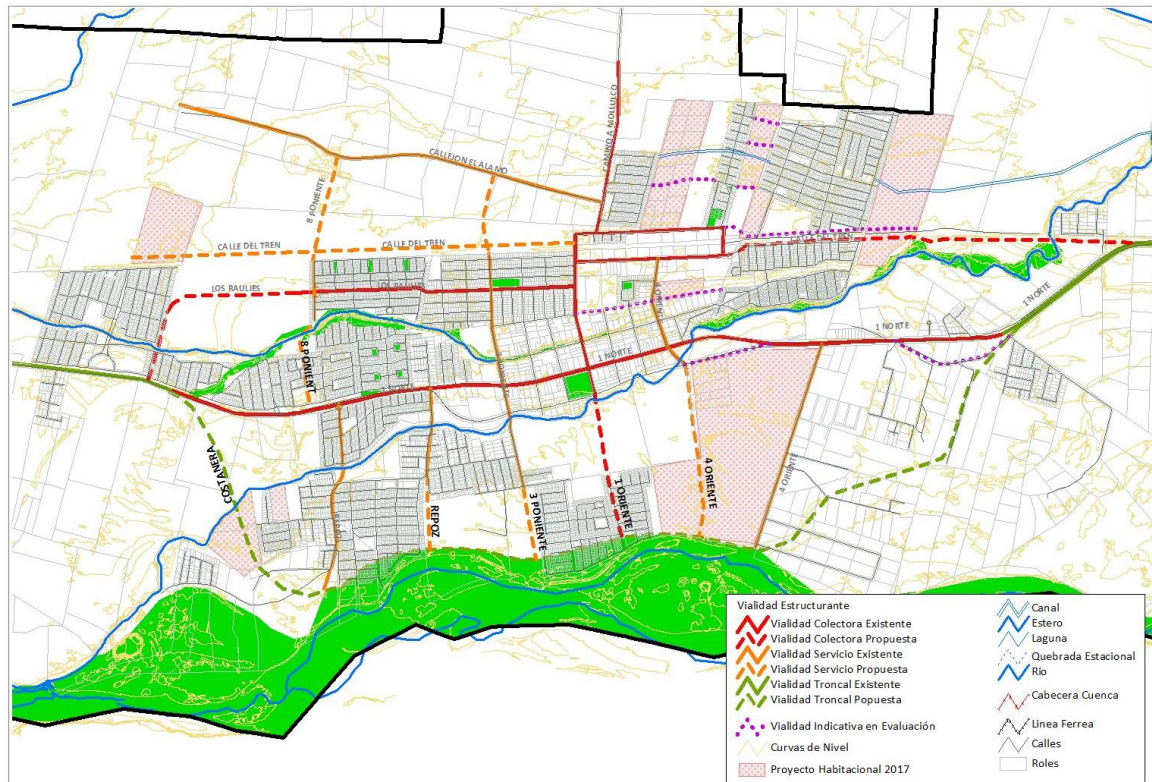 CAMINO A MOLLULCO
CALLEJON EL ALAMO
8 PONIENTE
CALLE DEL TREN
CALLE DEL TREN
LOS RAULIES
1 NORTE
1 NORTE
1 NORTE
8 PONIENT
COSTANERA
REPOZ
3 PONIENTE
1 ORIENTE
4 ORIENTE
4 ORIENTE
Vialidad Estructurante
Vialidad Colectora Existente
Vialidad Colectora Propuesta
Vialidad Servicio Existente
Vialidad Servicio Propuesta
Vialidad Troncal Existente
Vialidad Troncal Popuesta
Vialidad Indicativa en Evaluación
Curvas de Nivel
Proyecto Habitacional 2017
Canal
Estero
Laguna
Quebrada Estacional
Rio
Cabecera Cuenca
Linea Ferrea
Calles
Roles